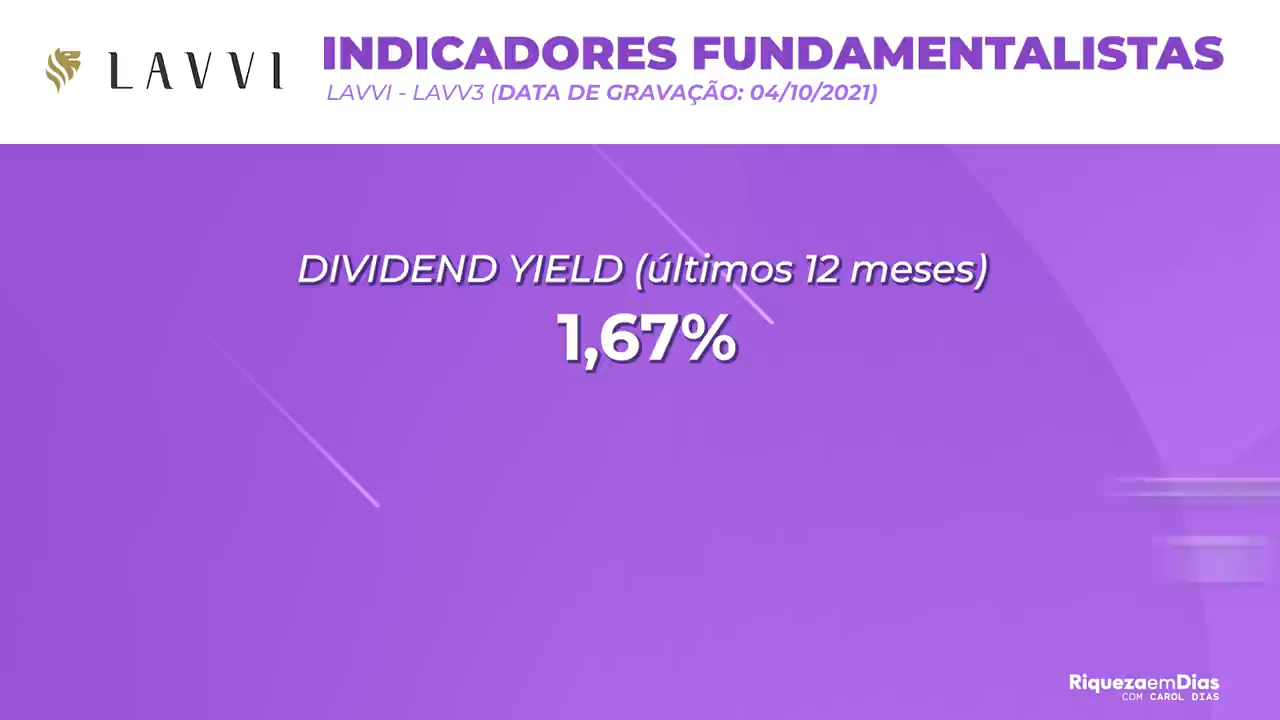 LAVVI
INDICADORES FUNDAMENTALISTAS
LAVVI - LAVV3 (DATA DE GRAVAÇÃO: 04/10/2021)
DIVIDEND YIELD (últimos 12 meses)
1,67%
RiquezaemDias
COM CAROL DIAS